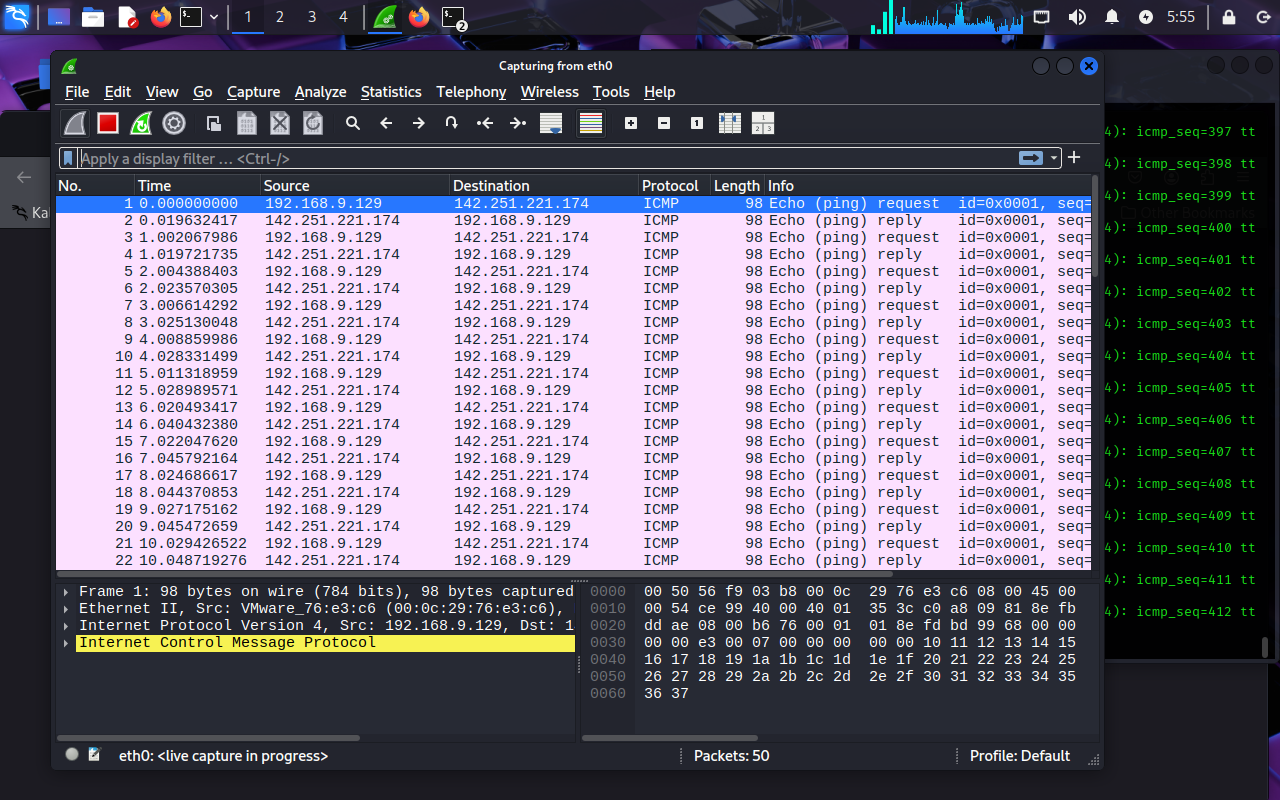 1 2 3 4 2 5:55
Capturing from eth0
File Edit View Go Capture Analyze Statistics Telephony Wireless Tools Help
Apply a display filter … <Ctrl-/>
No. Time Source Destination Protocol Length Info
1 0.000000000 192.168.9.129 142.251.221.174 ICMP 98 Echo (ping) request id=0x0001, seq=
2 0.019632417 142.251.221.174 192.168.9.129 ICMP 98 Echo (ping) reply id=0x0001, seq=
3 1.002067986 192.168.9.129 142.251.221.174 ICMP 98 Echo (ping) request id=0x0001, seq=
4 1.019721735 142.251.221.174 192.168.9.129 ICMP 98 Echo (ping) reply id=0x0001, seq=
5 2.004388403 192.168.9.129 142.251.221.174 ICMP 98 Echo (ping) request id=0x0001, seq=
6 2.023570305 142.251.221.174 192.168.9.129 ICMP 98 Echo (ping) reply id=0x0001, seq=
7 3.006614292 192.168.9.129 142.251.221.174 ICMP 98 Echo (ping) request id=0x0001, seq=
8 3.025130048 142.251.221.174 192.168.9.129 ICMP 98 Echo (ping) reply id=0x0001, seq=
9 4.008859986 192.168.9.129 142.251.221.174 ICMP 98 Echo (ping) request id=0x0001, seq=
10 4.028331499 142.251.221.174 192.168.9.129 ICMP 98 Echo (ping) reply id=0x0001, seq=
11 5.011318959 192.168.9.129 142.251.221.174 ICMP 98 Echo (ping) request id=0x0001, seq=
12 5.028989571 142.251.221.174 192.168.9.129 ICMP 98 Echo (ping) reply id=0x0001, seq=
13 6.020493417 192.168.9.129 142.251.221.174 ICMP 98 Echo (ping) request id=0x0001, seq=
14 6.040432380 142.251.221.174 192.168.9.129 ICMP 98 Echo (ping) reply id=0x0001, seq=
15 7.022047620 192.168.9.129 142.251.221.174 ICMP 98 Echo (ping) request id=0x0001, seq=
16 7.045792164 142.251.221.174 192.168.9.129 ICMP 98 Echo (ping) reply id=0x0001, seq=
17 8.024686617 192.168.9.129 142.251.221.174 ICMP 98 Echo (ping) request id=0x0001, seq=
18 8.044370853 142.251.221.174 192.168.9.129 ICMP 98 Echo (ping) reply id=0x0001, seq=
19 9.027175162 192.168.9.129 142.251.221.174 ICMP 98 Echo (ping) request id=0x0001, seq=
20 9.045472659 142.251.221.174 192.168.9.129 ICMP 98 Echo (ping) reply id=0x0001, seq=
21 10.029426522 192.168.9.129 142.251.221.174 ICMP 98 Echo (ping) request id=0x0001, seq=
22 10.048719276 142.251.221.174 192.168.9.129 ICMP 98 Echo (ping) reply id=0x0001, seq=
Frame 1: 98 bytes on wire (784 bits), 98 bytes captured
Ethernet II, Src: VMware_76:e3:c6 (00:0c:29:76:e3:c6),
Internet Protocol Version 4, Src: 192.168.9.129, Dst: 1
Internet Control Message Protocol
0000 00 50 56 f9 03 b8 00 0c 29 76 e3 c6 08 00 45 00
0010 00 54 ce 99 40 00 40 01 35 3c c0 a8 09 81 8e fb
0020 dd ae 08 00 b6 76 00 01 01 8e fd bd 99 68 00 00
0030 00 00 e3 00 07 00 00 00 00 00 10 11 12 13 14 15
0040 16 17 18 19 1a 1b 1c 1d 1e 1f 20 21 22 23 24 25
0050 26 27 28 29 2a 2b 2c 2d 2e 2f 30 31 32 33 34 35
0060 36 37
eth0: <live capture in progress> Packets: 50 Profile: Default
Ka
4): icmp_seq=397 tt
4): icmp_seq=398 tt
4): icmp_seq=399 tt
Other Bookmarks
4): icmp_seq=400 tt
4): icmp_seq=401 tt
4): icmp_seq=402 tt
4): icmp_seq=403 tt
4): icmp_seq=404 tt
4): icmp_seq=405 tt
4): icmp_seq=406 tt
4): icmp_seq=407 tt
4): icmp_seq=408 tt
4): icmp_seq=409 tt
4): icmp_seq=410 tt
4): icmp_seq=411 tt
4): icmp_seq=412 tt